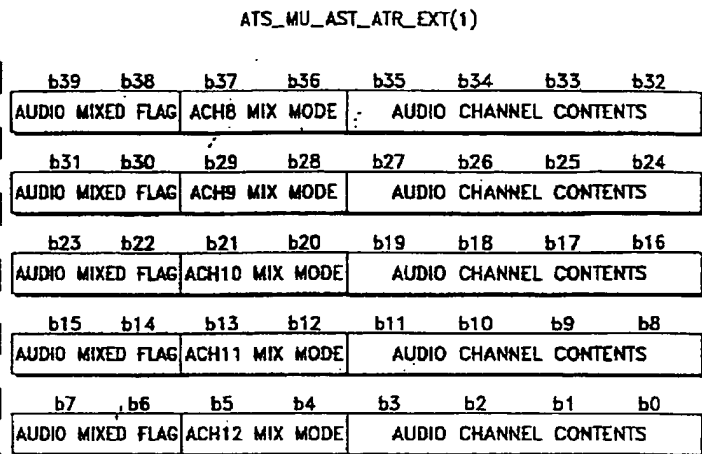 ATS_MU_AST_ATR_EXT(1)
b39 b38 b37 b36 b35 b34 b33 b32
AUDIO MIXED FLAG ACH8 MIX MODE AUDIO CHANNEL CONTENTS
b31 b30 b29 b28 b27 b26 b25 b24
AUDIO MIXED FLAG ACH9 MIX MODE AUDIO CHANNEL CONTENTS
b23 b22 b21 b20 b19 b18 b17 b16
AUDIO MIXED FLAG ACH10 MIX MODE AUDIO CHANNEL CONTENTS
b15 b14 b13 b12 b11 b10 b9 b8
AUDIO MIXED FLAG ACH11 MIX MODE AUDIO CHANNEL CONTENTS
b7 b6 b5 b4 b3 b2 b1 b0
AUDIO MIXED FLAG ACH12 MIX MODE AUDIO CHANNEL CONTENTS